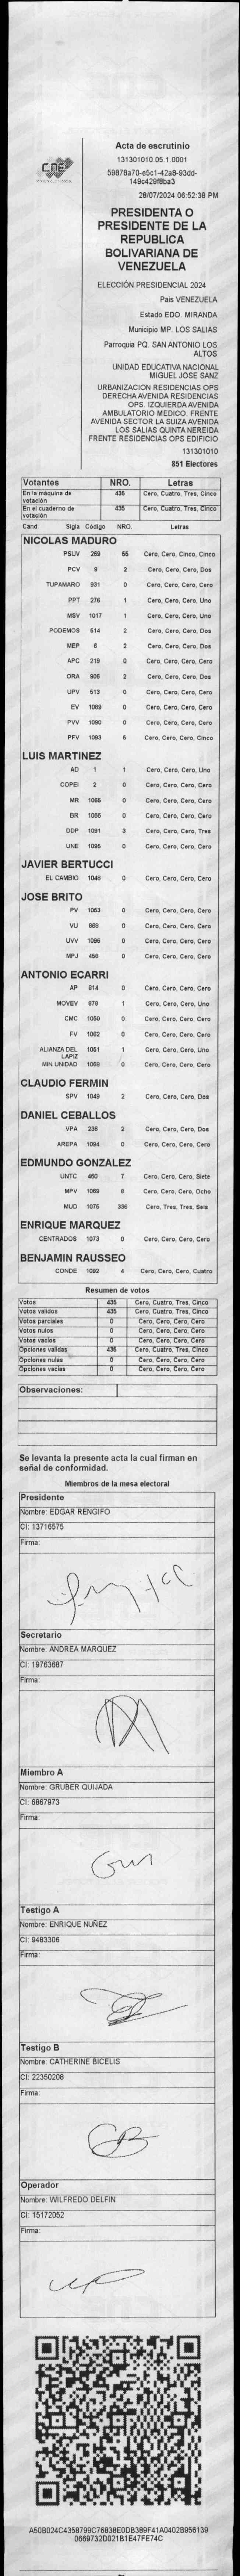 CNE
Acta de escrutinio
131301010.05.1.0001
59878a70-e5c1-42a8-93dd-
149c429f8ba3
28/07/2024 06:52:38 PM
PRESIDENTA O
PRESIDENTE DE LA
REPUBLICA
BOLIVARIANA DE
VENEZUELA
ELECCIÓN PRESIDENCIAL 2024
Pais VENEZUELA
Estado EDO. MIRANDA
Municipio MP. LOS SALIAS
Parroquia PQ. SAN ANTONIO LOS
ALTOS
UNIDAD EDUCATIVA NACIONAL
MIGUEL JOSE SANZ
URBANIZACION RESIDENCIAS OPS
DERECHA AVENIDA RESIDENCIAS
OPS. IZQUIERDA AVENIDA
AMBULATORIO MEDICO. FRENTE
AVENIDA SECTOR LA SUIZA AVENIDA
LOS SALIAS QUINTA NEREIDA
FRENTE RESIDENCIAS OPS EDIFICIO
131301010
851 Electores
Votantes NRO. Letras
En la máquina de votación 435 Cero, Cuatro, Tres, Cinco
En el cuaderno de votación 435 Cero, Cuatro, Tres, Cinco
Cand. Sigla Código NRO. Letras
NICOLAS MADURO
PSUV 269 55 Cero, Cero, Cinco, Cinco
PCV 9 2 Cero, Cero, Cero, Dos
TUPAMARO 931 0 Cero, Cero, Cero, Cero
PPT 276 1 Cero, Cero, Cero, Uno
MSV 1017 1 Cero, Cero, Cero, Uno
PODEMOS 514 2 Cero, Cero, Cero, Dos
MEP 6 2 Cero, Cero, Cero, Dos
APC 218 0 Cero, Cero, Cero, Cero
ORA 906 2 Cero, Cero, Cero, Dos
UPV 513 0 Cero, Cero, Cero, Cero
EV 1089 0 Cero, Cero, Cero, Cero
PVV 1090 0 Cero, Cero, Cero, Cero
PFV 1093 5 Cero, Cero, Cero, Cinco
LUIS MARTINEZ
AD 1 1 Cero, Cero, Cero, Uno
COPEI 2 0 Cero, Cero, Cero, Cero
MR 1065 0 Cero, Cero, Cero, Cero
BR 1066 0 Cero, Cero, Cero, Cero
DDP 1091 3 Cero, Cero, Cero, Tres
UNE 1095 0 Cero, Cero, Cero, Cero
JAVIER BERTUCCI
EL CAMBIO 1048 0 Cero, Cero, Cero, Cero
JOSE BRITO
PV 1053 0 Cero, Cero, Cero, Cero
VU 969 0 Cero, Cero, Cero, Cero
UVV 1096 0 Cero, Cero, Cero, Cero
MPJ 458 0 Cero, Cero, Cero, Cero
ANTONIO ECARRI
AP 914 0 Cero, Cero, Cero, Cero
MOVEV 978 1 Cero, Cero, Cero, Uno
CMC 1050 0 Cero, Cero, Cero, Cero
FV 1062 0 Cero, Cero, Cero, Cero
ALIANZA DEL LAPIZ 1051 1 Cero, Cero, Cero, Uno
MIN UNIDAD 1068 0 Cero, Cero, Cero, Cero
CLAUDIO FERMIN
SPV 1049 2 Cero, Cero, Cero, Dos
DANIEL CEBALLOS
VPA 236 2 Cero, Cero, Cero, Dos
AREPA 1094 0 Cero, Cero, Cero, Cero
EDMUNDO GONZALEZ
UNTC 460 7 Cero, Cero, Cero, Siete
MPV 1069 8 Cero, Cero, Cero, Ocho
MUD 1075 336 Cero, Tres, Tres, Seis
ENRIQUE MARQUEZ
CENTRADOS 1073 0 Cero, Cero, Cero, Cero
BENJAMIN RAUSSEO
CONDE 1092 4 Cero, Cero, Cero, Cuatro
Resumen de votos
Votos 435 Cero, Cuatro, Tres, Cinco
Votos validos 435 Cero, Cuatro, Tres, Cinco
Votos parciales 0 Cero, Cero, Cero, Cero
Votos nulos 0 Cero, Cero, Cero, Cero
Votos vacios 0 Cero, Cero, Cero, Cero
Opciones validas 435 Cero, Cuatro, Tres, Cinco
Opciones nulas 0 Cero, Cero, Cero, Cero
Opciones vacias 0 Cero, Cero, Cero, Cero
Observaciones:
Se levanta la presente acta la cual firman en
señal de conformidad.
Miembros de la mesa electoral
Presidente
Nombre: EDGAR RENGIFO
CI: 13716575
Firma:
Secretario
Nombre: ANDREA MARQUEZ
CI: 19763687
Firma:
Miembro A
Nombre: GRUBER QUIJADA
CI: 6867973
Firma:
Testigo A
Nombre: ENRIQUE NUÑEZ
CI: 9483306
Firma:
Testigo B
Nombre: CATHERINE BICELIS
CI: 22350208
Firma:
Operador
Nombre: WILFREDO DELFIN
CI: 15172052
Firma:
A50B024C4358799C76838E0DB389F41A0402B956139
0669732D021B1E47FE74C